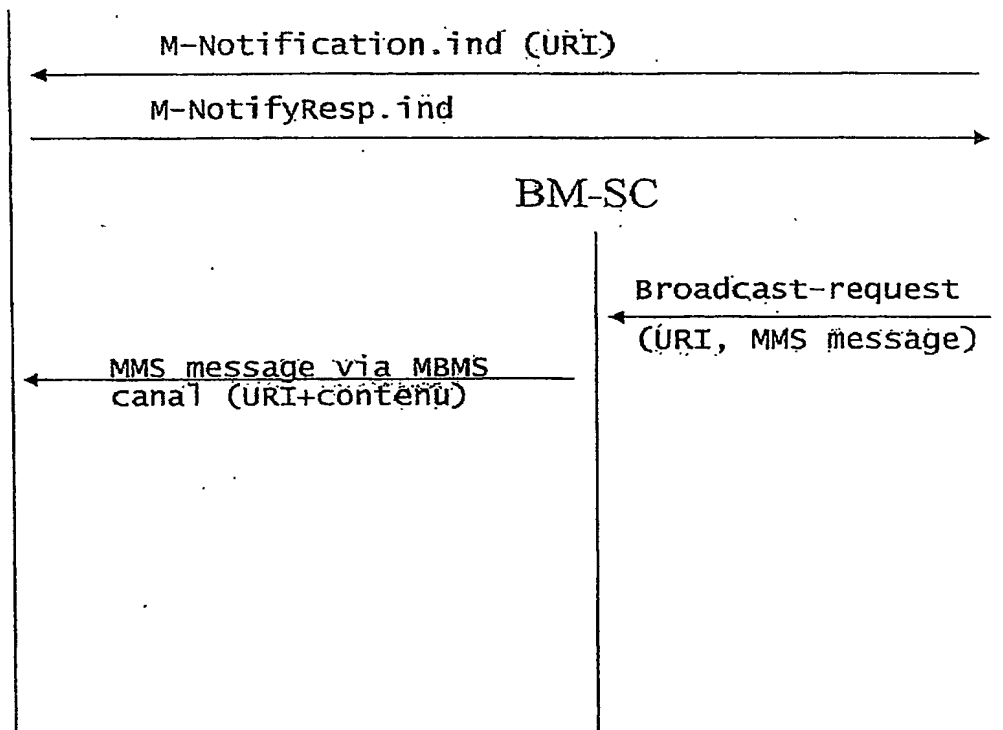 M-Notification.ind (URI)
M-NotifyResp.ind
BM-SC
Broadcast-request
(URI, MMS message)
MMS message via MBMS
canal (URI+contenu)